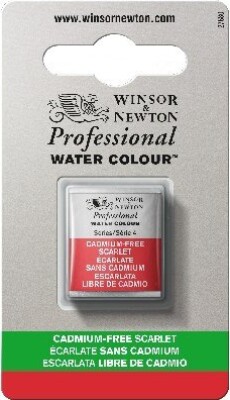 www.winsornewton.com
WINSOR
& NEWTON
Professional
WATER COLOUR™
WINSOR
& NEWTON
Professional
WATER COLOUR
Series/Série 4
CADMIUM-FREE
SCARLET
ECARLATE
SANS CADMIUM
ESCARLATA
LIBRE DE CADMIO
CADMIUM-FREE SCARLET
ECARLATE SANS CADMIUM
ESCARLATA LIBRE DE CADMIO